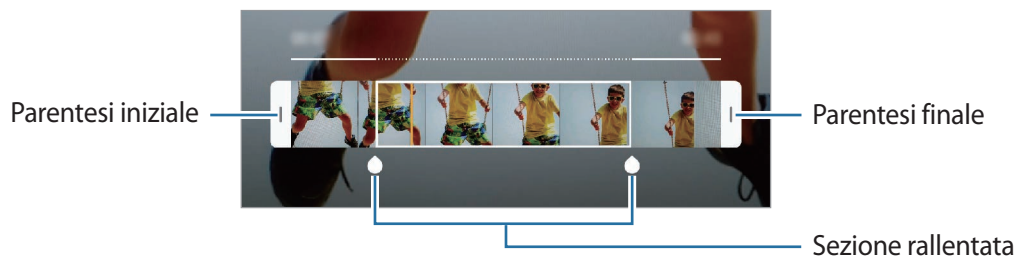 Parentesi iniziale
Parentesi finale
Sezione rallentata